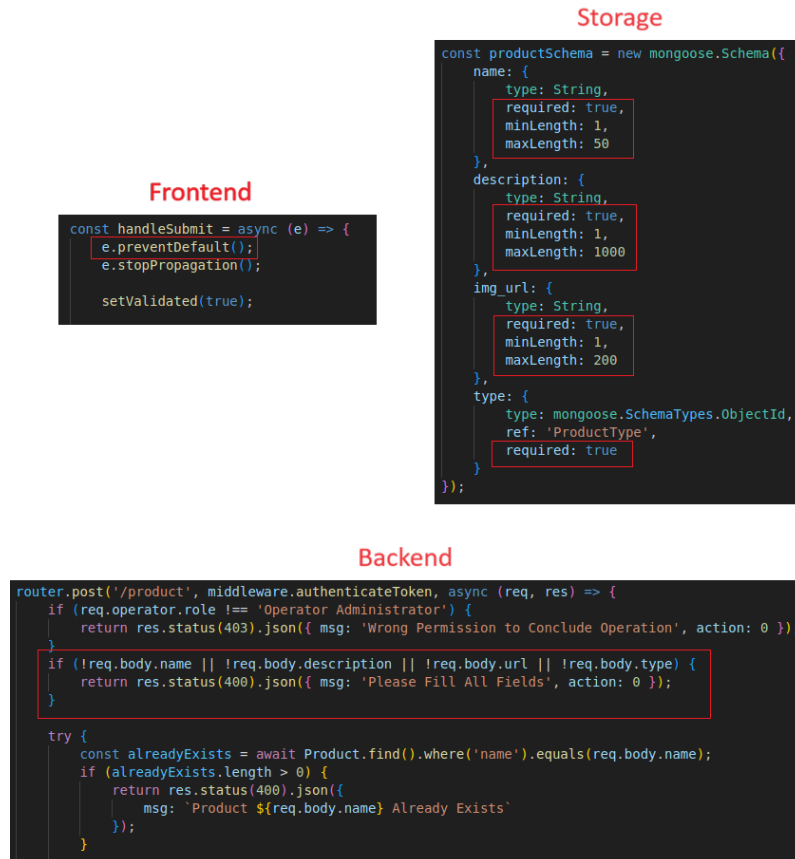 Storage
const productSchema = new mongoose.Schema({
    name: {
        type: String,
        required: true,
        minLength: 1,
        maxLength: 50
    },
    description: {
        type: String,
        required: true,
        minLength: 1,
        maxLength: 1000
    },
    img_url: {
        type: String,
        required: true,
        minLength: 1,
        maxLength: 200
    },
    type: {
        type: mongoose.SchemaTypes.ObjectId,
        ref: 'ProductType',
        required: true
    }
});
Frontend
const handleSubmit = async (e) => {
    e.preventDefault();
    e.stopPropagation();
    setValidated(true);
Backend
router.post('/product', middleware.authenticateToken, async (req, res) => {
    if (req.operator.role !== 'Operator Administrator') {
        return res.status(403).json({ msg: 'Wrong Permission to Conclude Operation', action: 0 })
    }
    if (!req.body.name || !req.body.description || !req.body.url || !req.body.type) {
        return res.status(400).json({ msg: 'Please Fill All Fields', action: 0 });
    }
    try {
        const alreadyExists = await Product.find().where('name').equals(req.body.name);
        if (alreadyExists.length > 0) {
            return res.status(400).json({
                msg: `Product ${req.body.name} Already Exists`
            });
        }